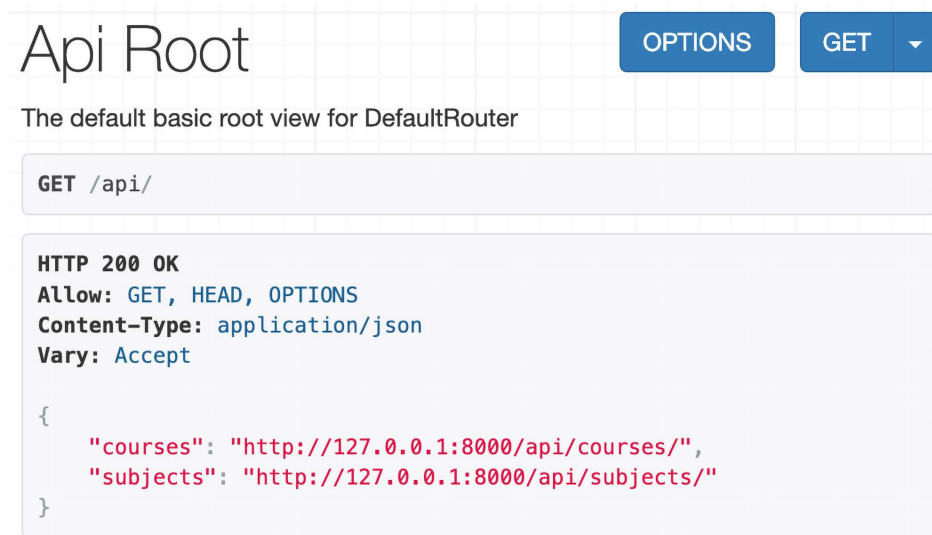 Api Root
OPTIONS
GET
The default basic root view for DefaultRouter
GET /api/
HTTP 200 OK
Allow: GET, HEAD, OPTIONS
Content-Type: application/json
Vary: Accept
{
"courses": "http://127.0.0.1:8000/api/courses/",
"subjects": "http://127.0.0.1:8000/api/subjects/"
}